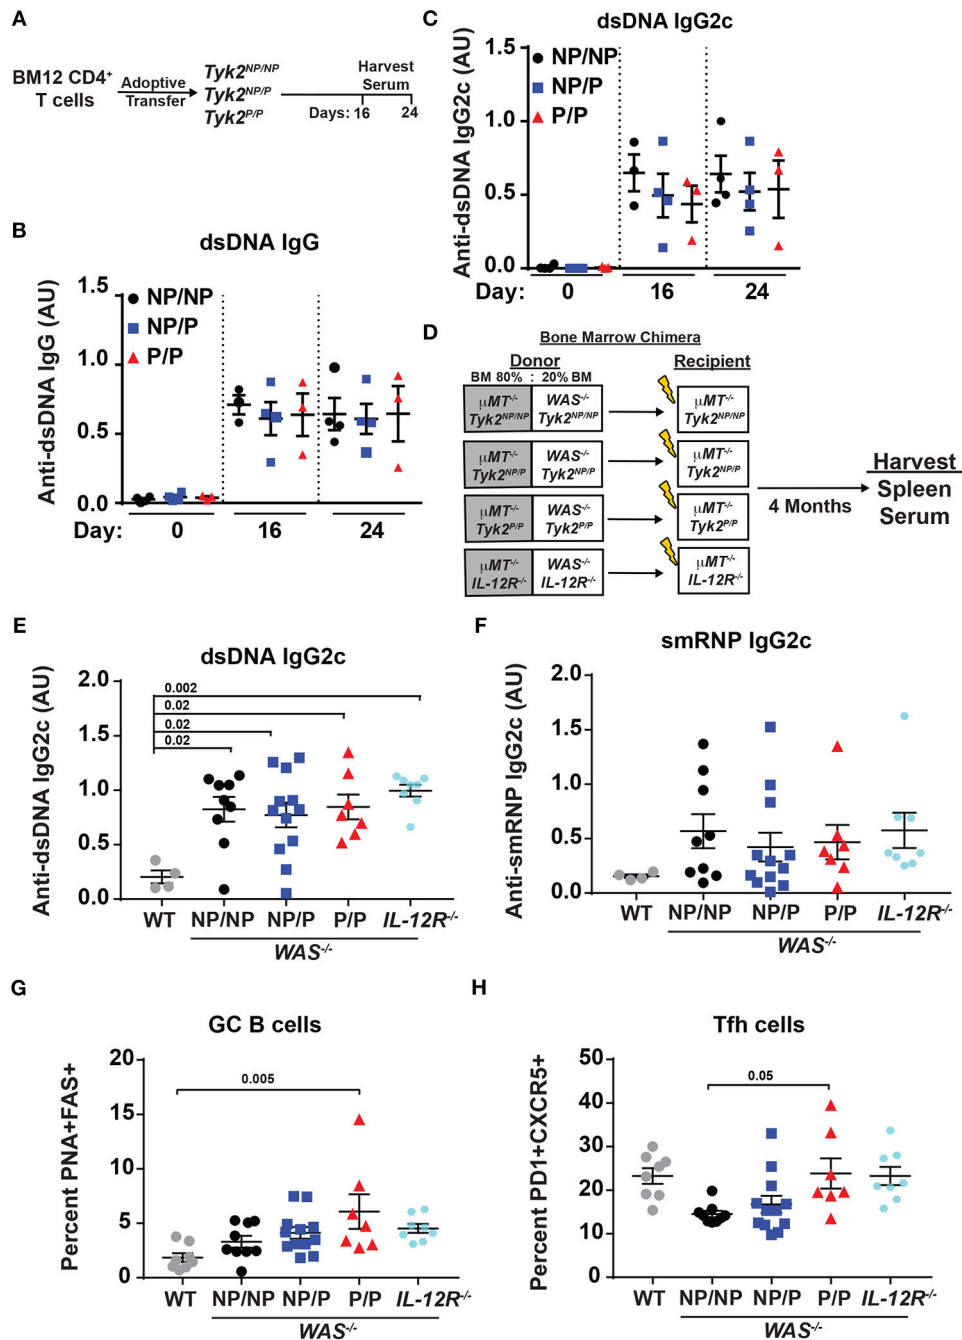 A
BM12 CD4+
T cells
Adoptive
Transfer
Tyk2NP/NP
Tyk2NP/P
Tyk2P/P
Harvest
Serum
Days: 16 24
B
dsDNA IgG
Anti-dsDNA IgG (AU)
1.5
1.0
0.5
0.0
NP/NP
NP/P
P/P
Day: 0 16 24
C
dsDNA IgG2c
Anti-dsDNA IgG2c (AU)
1.5
1.0
0.5
0.0
NP/NP
NP/P
P/P
Day: 0 16 24
D
Bone Marrow Chimera
Donor Recipient
BM 80% : 20% BM
μMT-/- WAS-/- μMT-/-
Tyk2NP/NP Tyk2NP/NP Tyk2NP/NP
μMT-/- WAS-/- μMT-/-
Tyk2NP/P Tyk2NP/P Tyk2NP/P
μMT-/- WAS-/- μMT-/-
Tyk2P/P Tyk2P/P Tyk2P/P
μMT-/- WAS-/- μMT-/-
IL-12R-/- IL-12R-/- IL-12R-/-
4 Months
Harvest
Spleen
Serum
E
dsDNA IgG2c
Anti-dsDNA IgG2c (AU)
2.0
1.5
1.0
0.5
0.0
0.002
0.02
0.02
0.02
WT NP/NP NP/P P/P IL-12R-/-
WAS-/-
F
smRNP IgG2c
Anti-smRNP IgG2c (AU)
2.0
1.5
1.0
0.5
0.0
WT NP/NP NP/P P/P IL-12R-/-
WAS-/-
G
GC B cells
Percent PNA+FAS+
20
15
10
5
0
0.005
WT NP/NP NP/P P/P IL-12R-/-
WAS-/-
H
Tfh cells
Percent PD1+CXCR5+
50
40
30
20
10
0
0.05
WT NP/NP NP/P P/P IL-12R-/-
WAS-/-